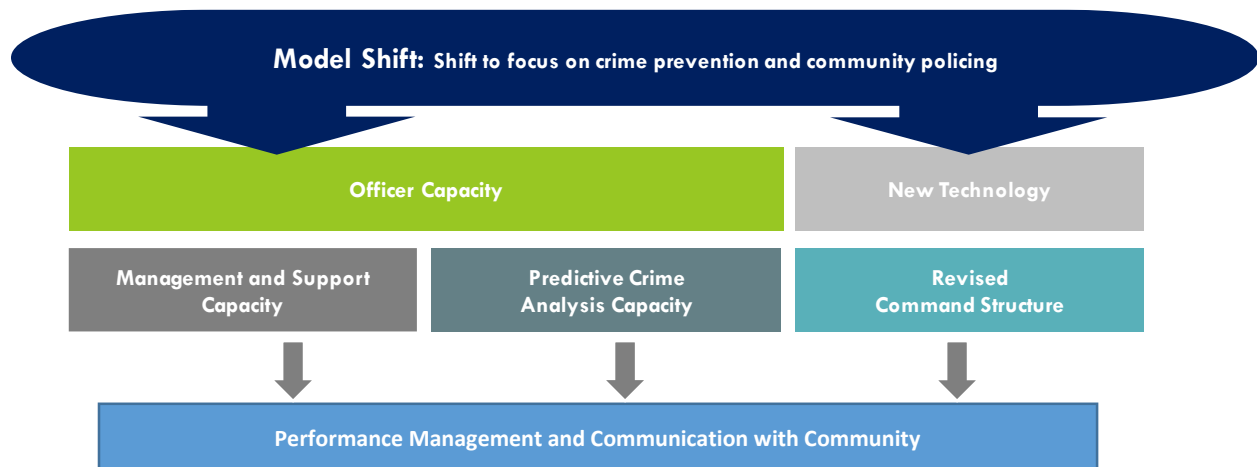 Model Shift: Shift to focus on crime prevention and community policing
Officer Capacity
New Technology
Management and Support
Capacity
Predictive Crime
Analysis Capacity
Revised
Command Structure
Performance Management and Communication with Community